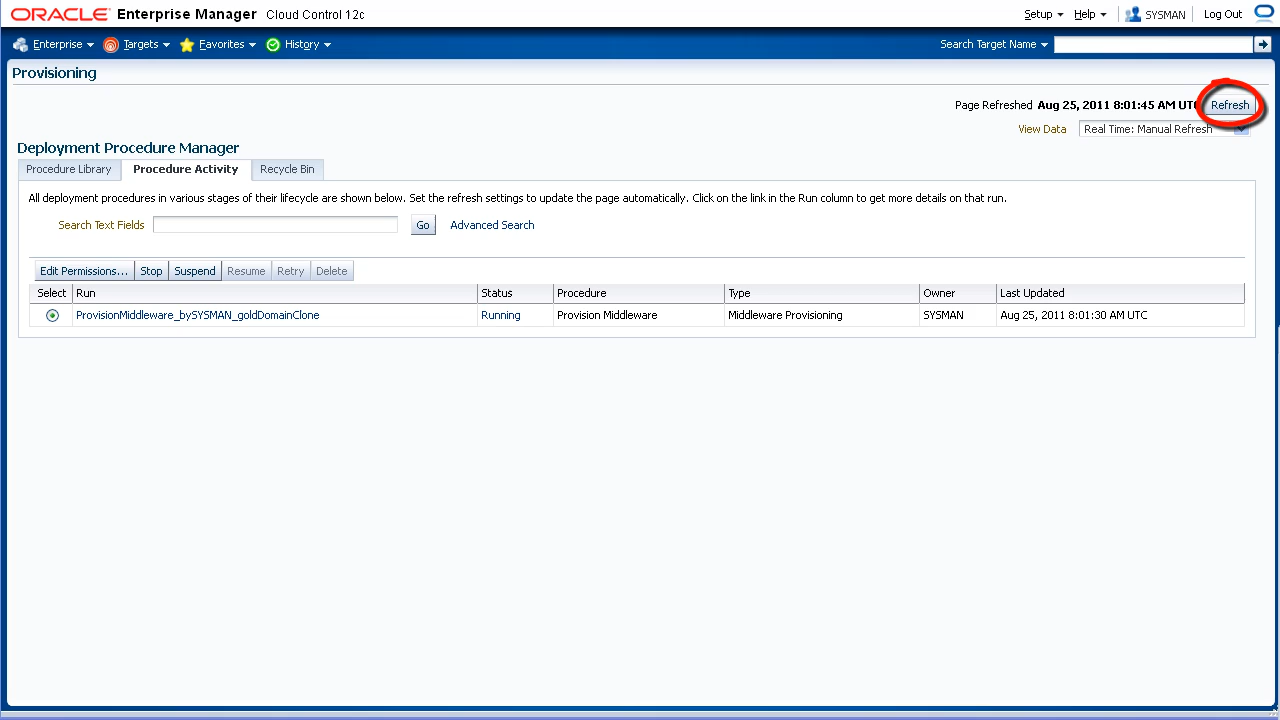 ORACLE Enterprise Manager Cloud Control 12c Setup Help SYSMAN Log Out
Enterprise Targets Favorites History Search Target Name
Provisioning
Page Refreshed Aug 25, 2011 8:01:45 AM UTC Refresh
View Data Real Time: Manual Refresh
Deployment Procedure Manager
Procedure Library Procedure Activity Recycle Bin
All deployment procedures in various stages of their lifecycle are shown below. Set the refresh settings to update the page automatically. Click on the link in the Run column to get more details on that run.
Search Text Fields Go Advanced Search
Edit Permissions... Stop Suspend Resume Retry Delete
Select Run Status Procedure Type Owner Last Updated
ProvisionMiddleware_bySYSMAN_goldDomainClone Running Provision Middleware Middleware Provisioning SYSMAN Aug 25, 2011 8:01:30 AM UTC